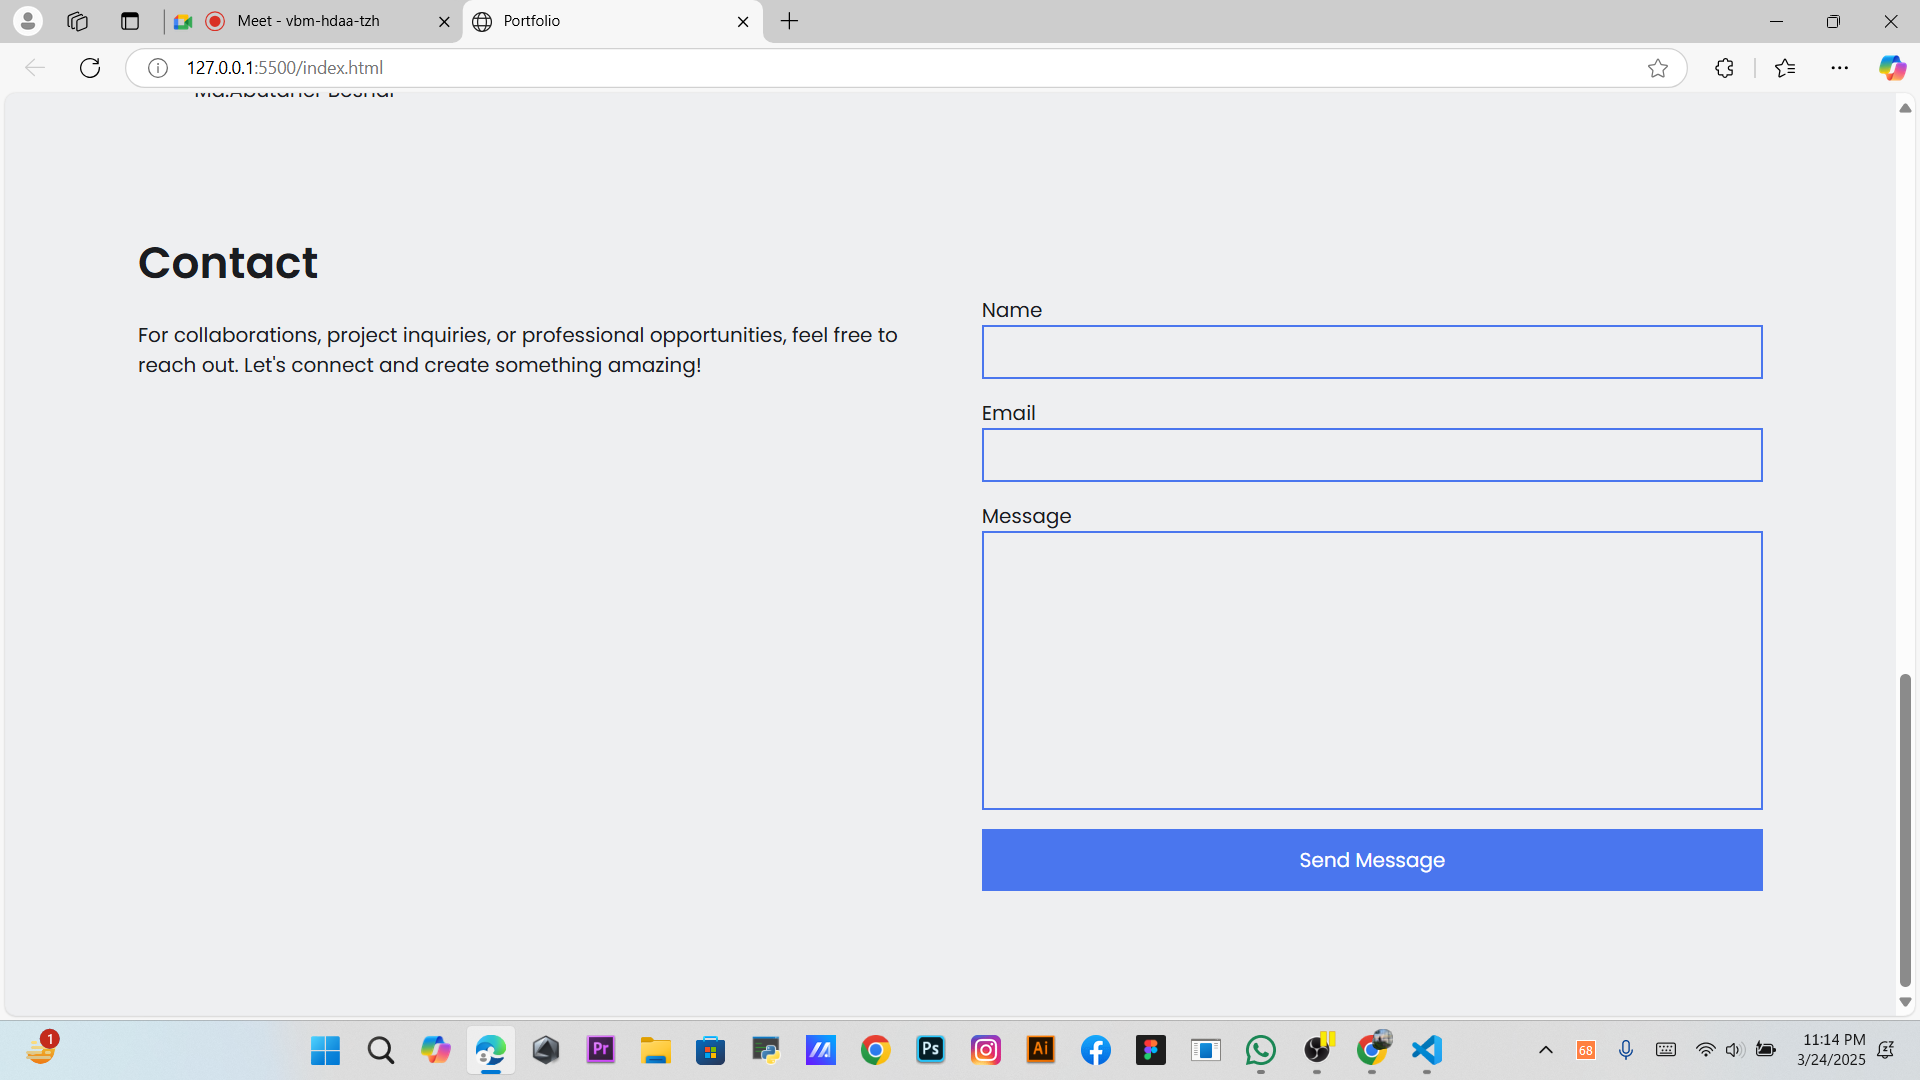 Meet - vbm-hdaa-tzh
Portfolio
127.0.0.1:5500/index.html
Contact
For collaborations, project inquiries, or professional opportunities, feel free to
reach out. Let's connect and create something amazing!
Name
Email
Message
Send Message
1
Pr
Ps
Ai
68
11:14 PM
3/24/2025